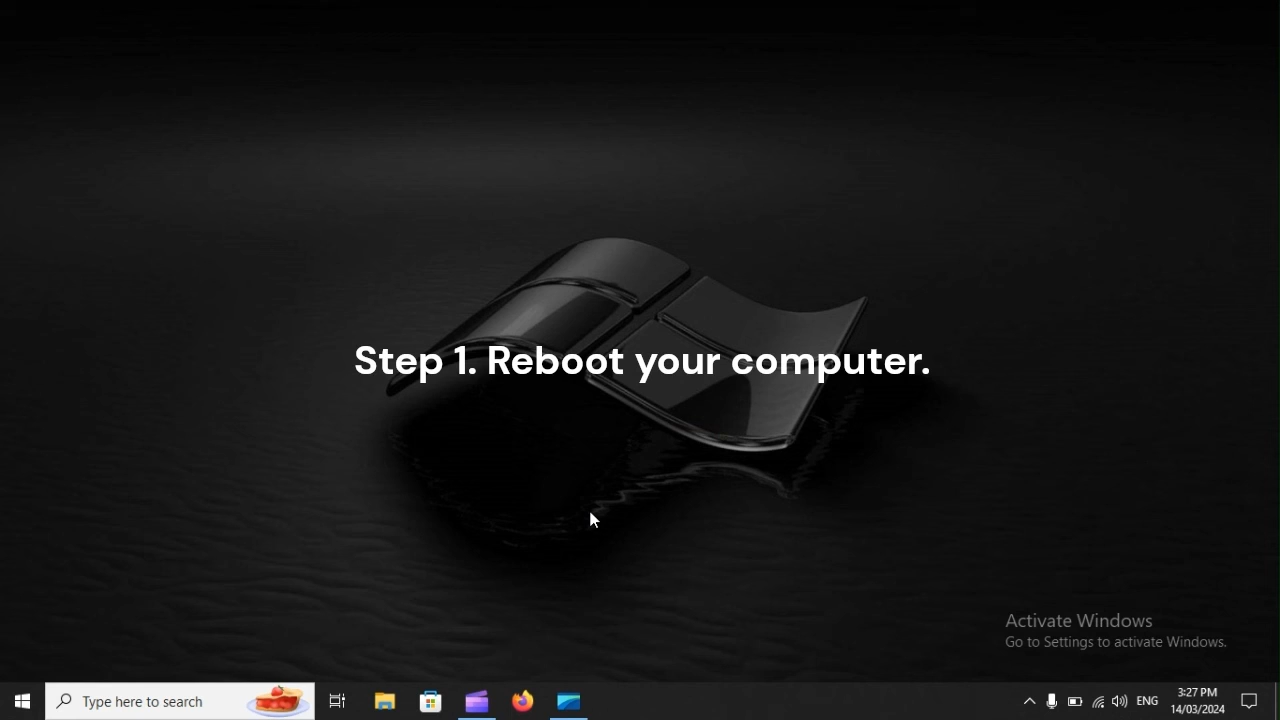 Step 1. Reboot your computer.
Activate Windows
Go to Settings to activate Windows.
Type here to search
ENG
3:27 PM
14/03/2024